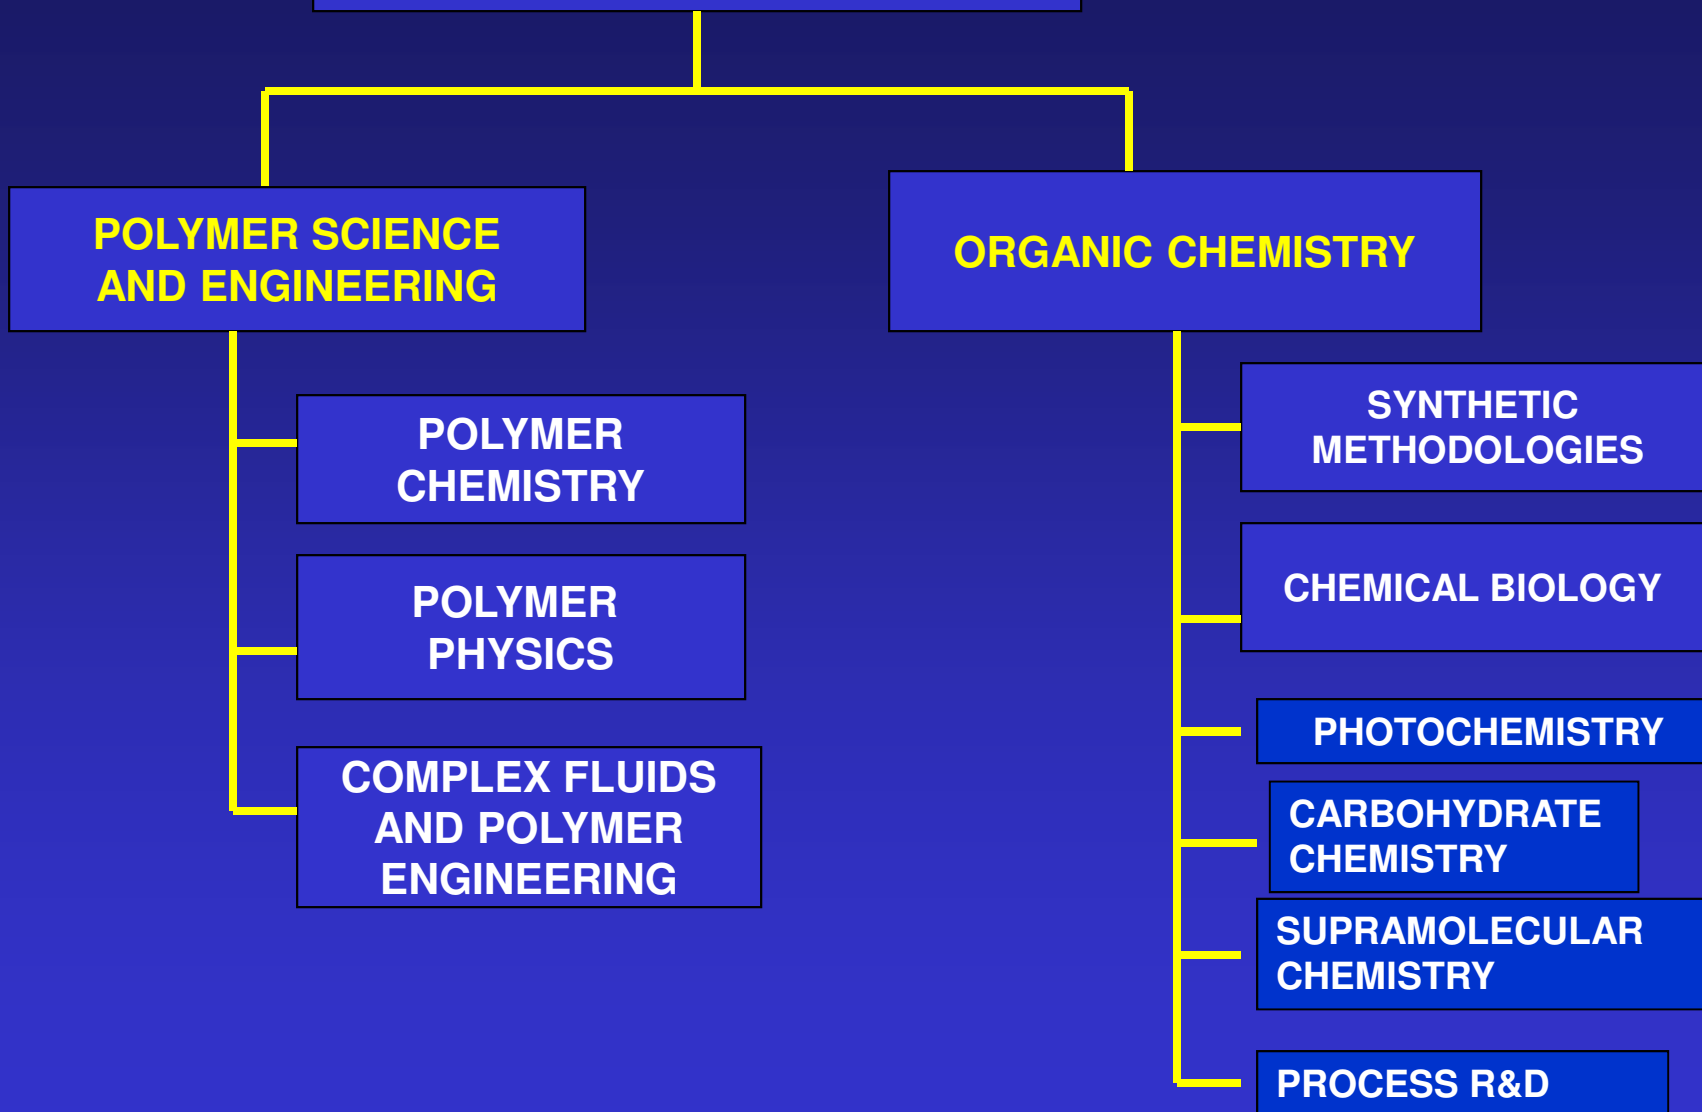 POLYMER SCIENCE
AND ENGINEERING
ORGANIC CHEMISTRY
POLYMER
CHEMISTRY
POLYMER
PHYSICS
COMPLEX FLUIDS
AND POLYMER
ENGINEERING
SYNTHETIC
METHODOLOGIES
CHEMICAL BIOLOGY
PHOTOCHEMISTRY
CARBOHYDRATE
CHEMISTRY
SUPRAMOLECULAR
CHEMISTRY
PROCESS R&D